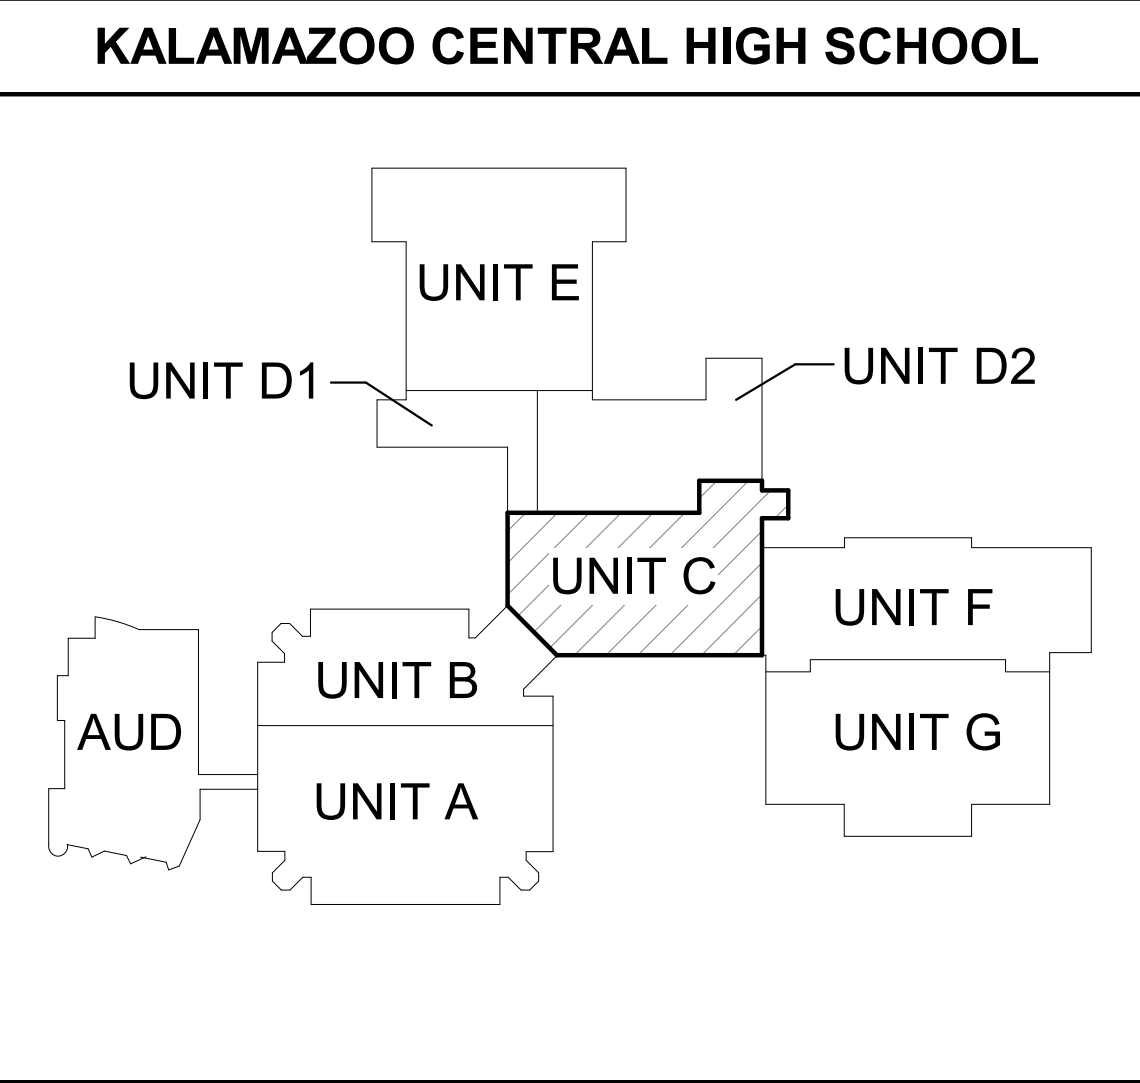 KALAMAZOO CENTRAL HIGH SCHOOL
UNIT E
UNIT D1
UNIT D2
UNIT C
UNIT F
UNIT B
AUD
UNIT G
UNIT A